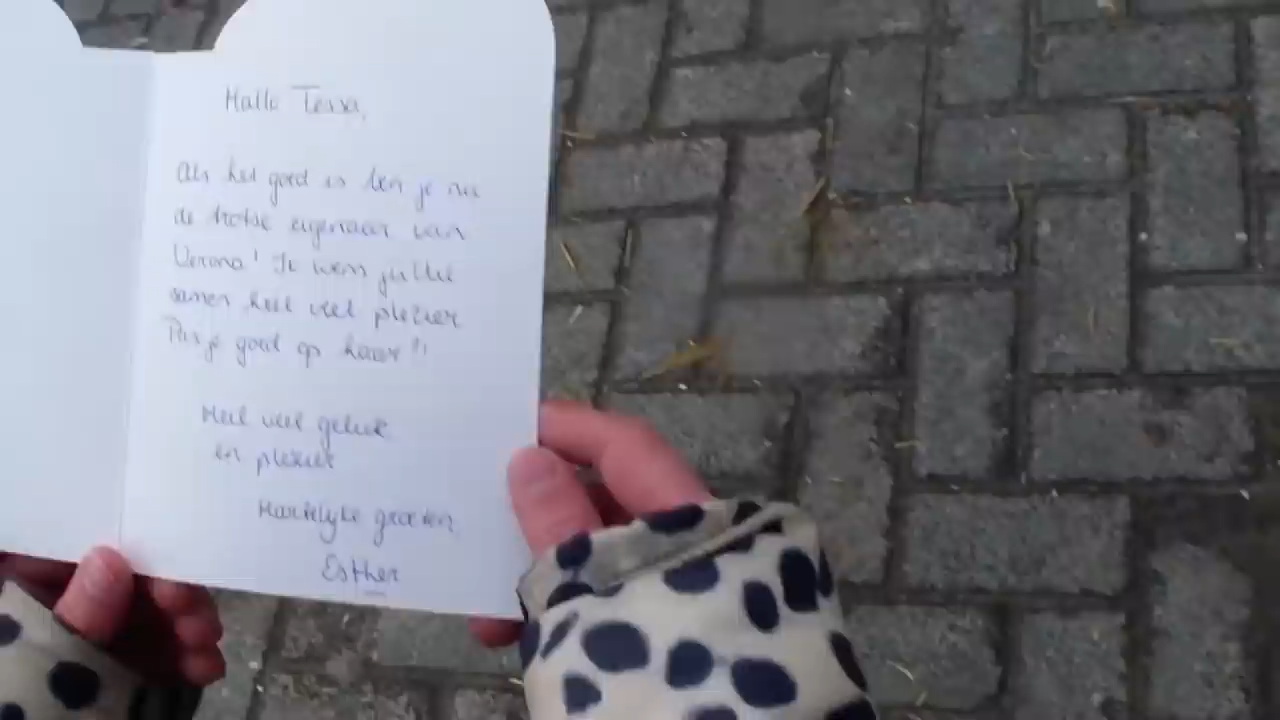 Hallo Tessa,
Als het goed is ben je nu
de trotse eigenaar van
Verona! Ik wens jullie
samen heel veel plezier
Pas je goed op haar?!
Heel veel geluk
en plezier
Hartelijke groeten
Esther